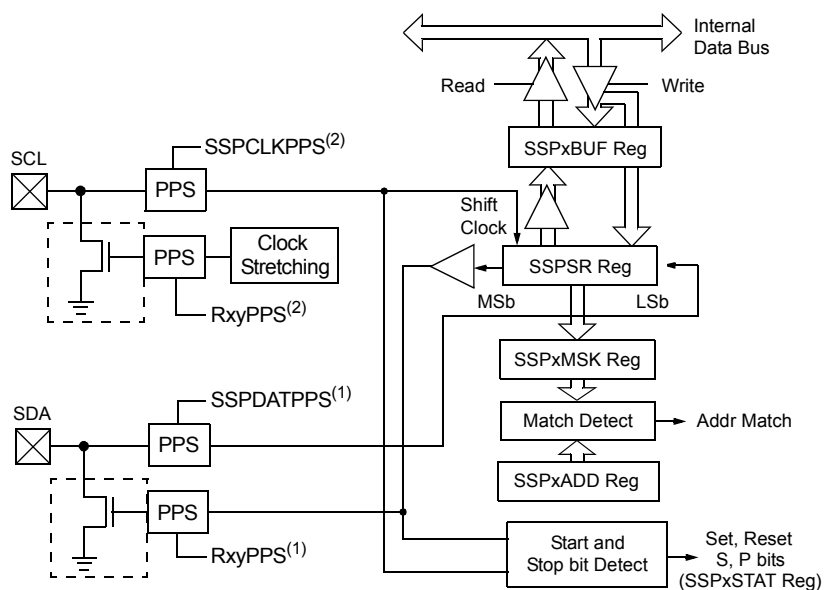 Internal
Data Bus
Read
Write
SSPCLKPPS(2)
SSPxBUF Reg
SCL
PPS
Shift
Clock
PPS
Clock
Stretching
SSPSR Reg
MSb
LSb
RxyPPS(2)
SSPxMSK Reg
SSPDATPPS(1)
SDA
PPS
Match Detect
Addr Match
SSPxADD Reg
PPS
RxyPPS(1)
Start and
Stop bit Detect
Set, Reset
S, P bits
(SSPxSTAT Reg)